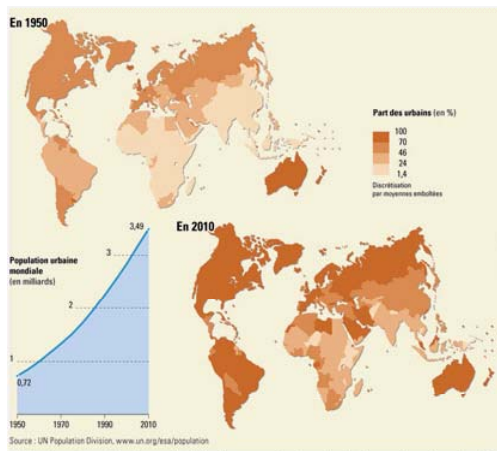 En 1950
Part des urbains (en %)
100
70
46
24
1,4
Discrétisation
par moyennes emboîtées
En 2010
3,49
Population urbaine
mondiale
(en milliards)
3
2
1
0,72
1950 1970 1990 2010
Source : UN Population Division, www.un.org/esa/population